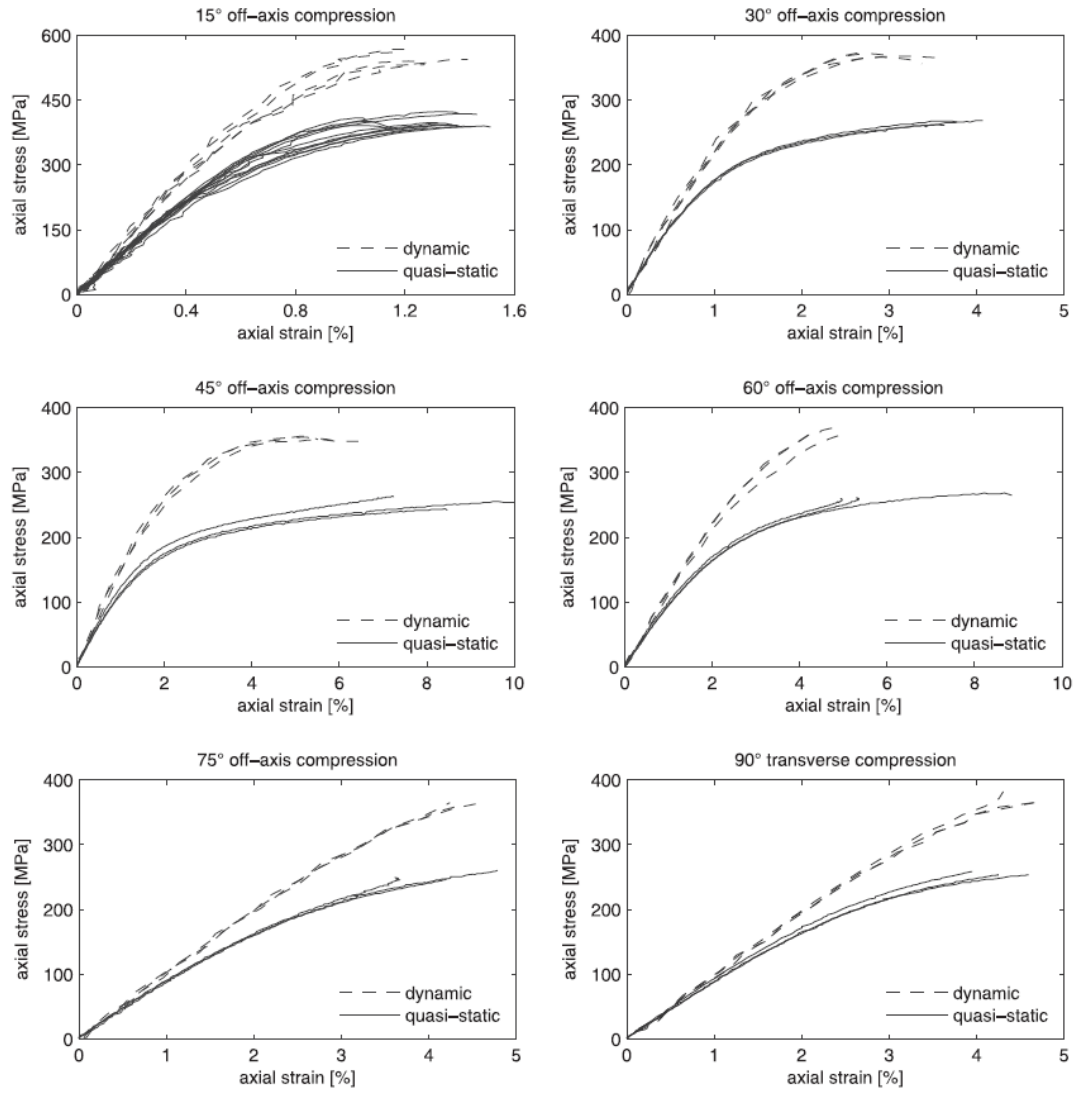 15° off−axis compression
600
450
300
150
0
axial stress [MPa]
dynamic
quasi−static
0 0.4 0.8 1.2 1.6
axial strain [%]
30° off−axis compression
400
300
200
100
0
axial stress [MPa]
dynamic
quasi−static
0 1 2 3 4 5
axial strain [%]
45° off−axis compression
400
300
200
100
0
axial stress [MPa]
dynamic
quasi−static
0 2 4 6 8 10
axial strain [%]
60° off−axis compression
400
300
200
100
0
axial stress [MPa]
dynamic
quasi−static
0 2 4 6 8 10
axial strain [%]
75° off−axis compression
400
300
200
100
0
axial stress [MPa]
dynamic
quasi−static
0 1 2 3 4 5
axial strain [%]
90° transverse compression
400
300
200
100
0
axial stress [MPa]
dynamic
quasi−static
0 1 2 3 4 5
axial strain [%]